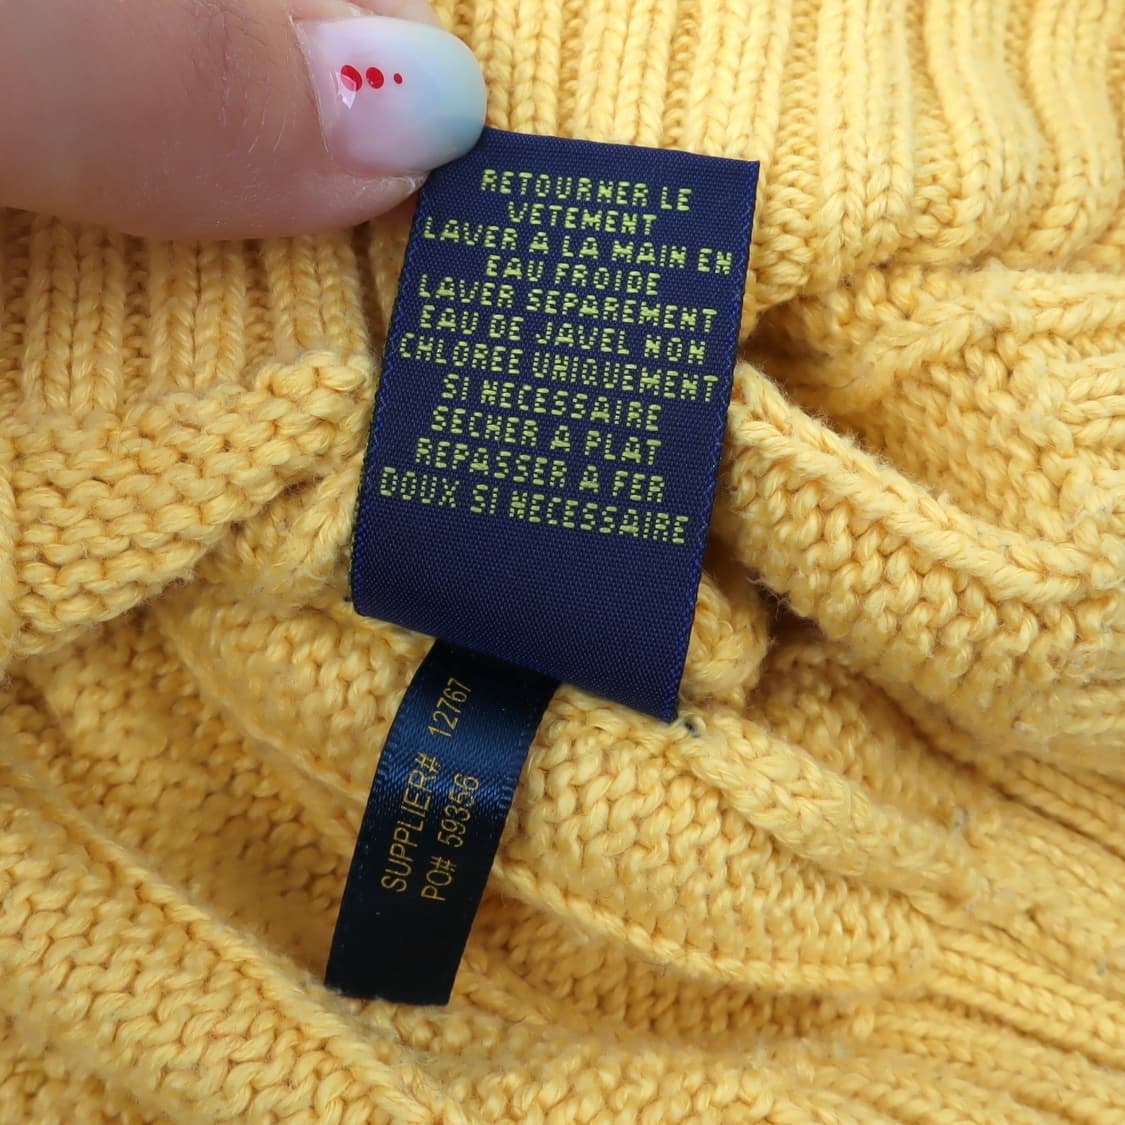 RETOURNER LE
VETEMENT
LAVER A LA MAIN EN
EAU FROIDE
LAVER SEPAREMENT
EAU DE JAVEL NON
CHLOREE UNIQUEMENT
SI NECESSAIRE
SECHER A PLAT
REPASSER A FER
DOUX SI NECESSAIRE
SUPPLIER# 12767
PO# 59356